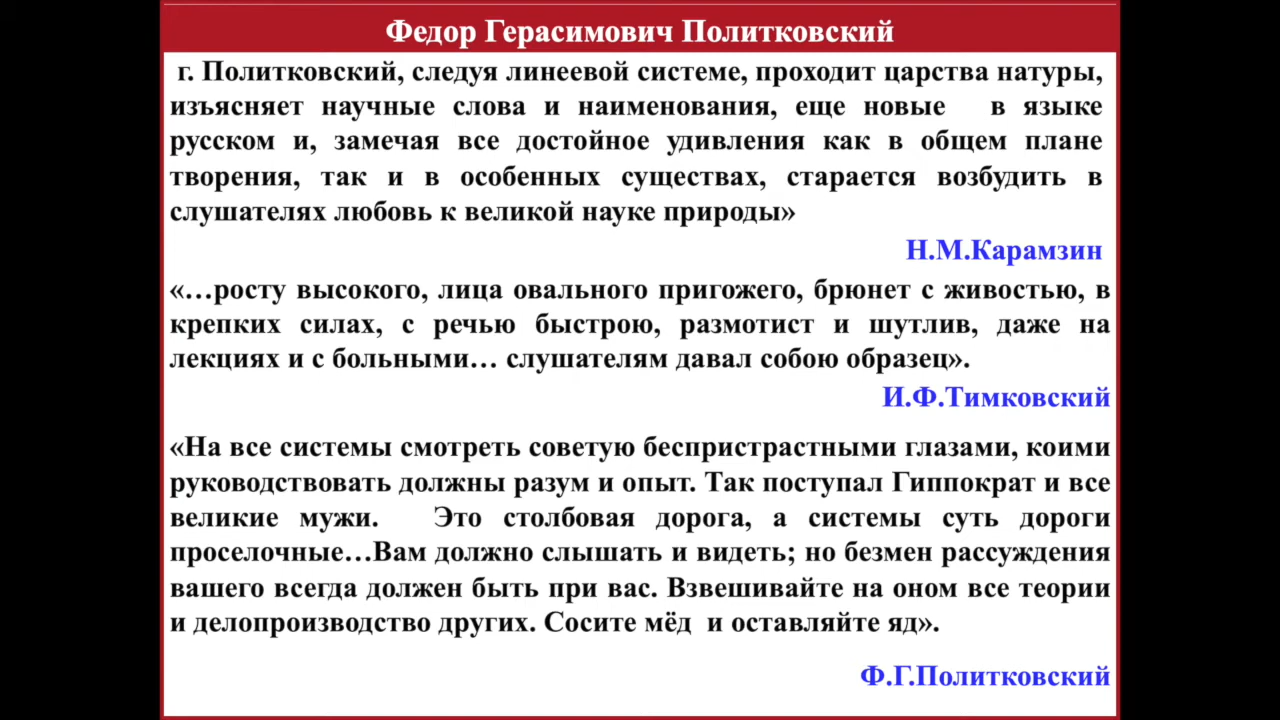 Федор Герасимович Политковский
г. Политковский, следуя линеевой системе, проходит царства натуры,
изъясняет научные слова и наименования, еще новые в языке
русском и, замечая все достойное удивления как в общем плане
творения, так и в особенных существах, старается возбудить в
слушателях любовь к великой науке природы»
Н.М.Карамзин
«…росту высокого, лица овального пригожего, брюнет с живостью, в
крепких силах, с речью быстрою, размотист и шутлив, даже на
лекциях и с больными… слушателям давал собою образец».
И.Ф.Тимковский
«На все системы смотреть советую беспристрастными глазами, коими
руководствовать должны разум и опыт. Так поступал Гиппократ и все
великие мужи. Это столбовая дорога, а системы суть дороги
проселочные…Вам должно слышать и видеть; но безмен рассуждения
вашего всегда должен быть при вас. Взвешивайте на оном все теории
и делопроизводство других. Сосите мёд и оставляйте яд».
Ф.Г.Политковский